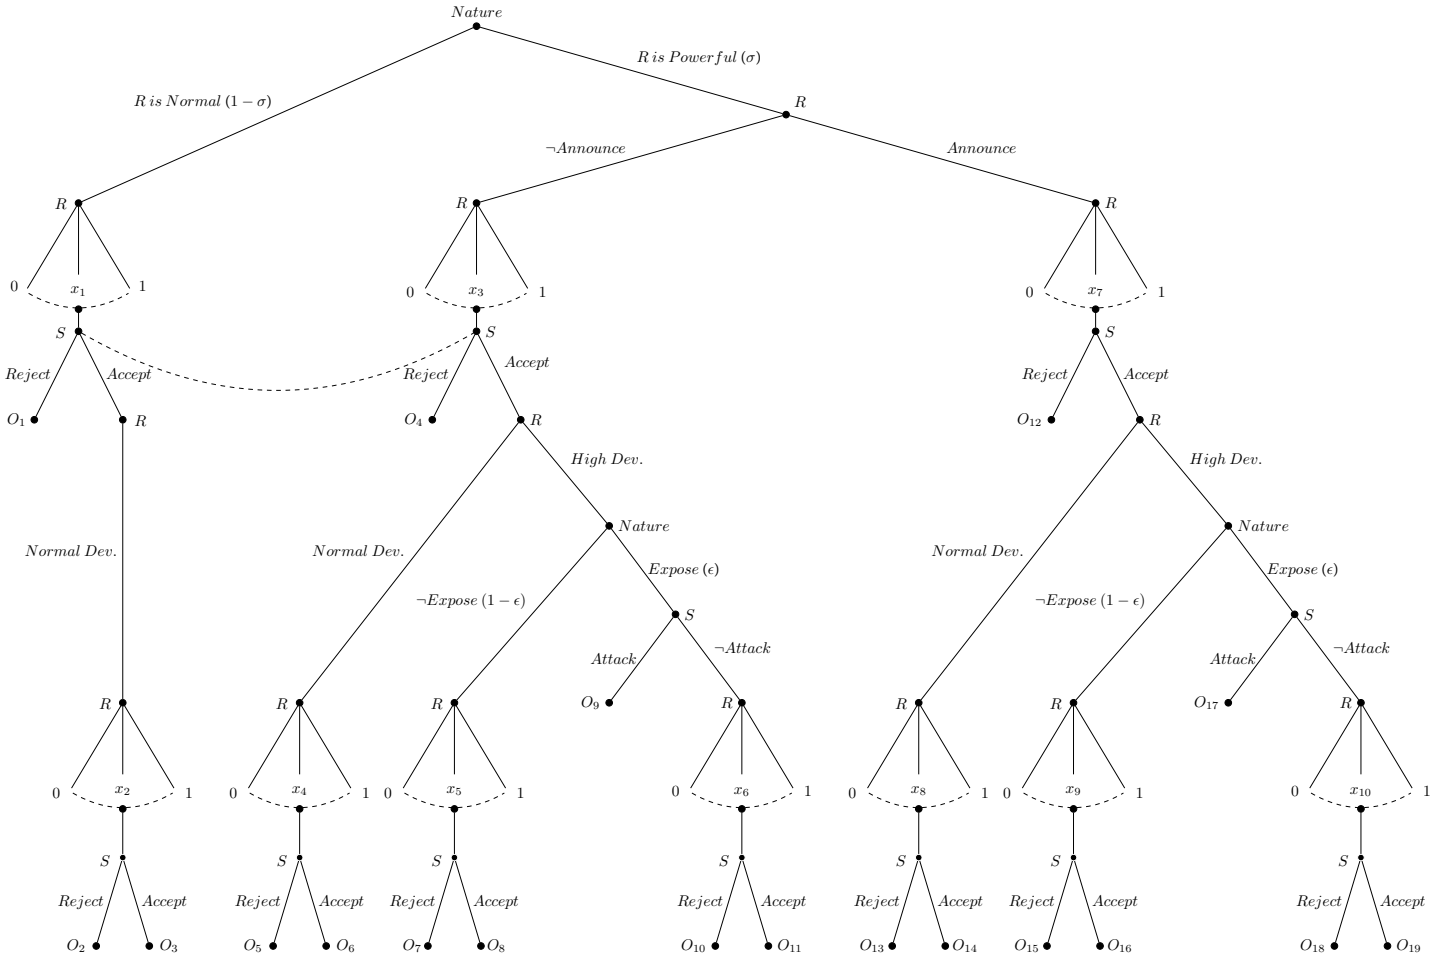 Nature
R is Powerful (σ)
R is Normal (1 − σ)
R
¬Announce
Announce
R
R
R
0
x₁
1
0
x₃
1
0
x₇
1
S
S
S
Reject
Accept
Reject
Accept
Reject
Accept
O₁
R
O₄
R
O₁₂
R
High Dev.
High Dev.
Nature
Nature
Normal Dev.
Normal Dev.
Normal Dev.
Expose (ϵ)
Expose (ϵ)
¬Expose (1 − ϵ)
¬Expose (1 − ϵ)
S
S
Attack
¬Attack
Attack
¬Attack
R
R
R
O₉
R
R
R
O₁₇
R
0
x₂
1
0
x₄
1
0
x₅
1
0
x₆
1
0
x₈
1
0
x₉
1
0
x₁₀
1
S
S
S
S
S
S
S
Reject
Accept
Reject
Accept
Reject
Accept
Reject
Accept
Reject
Accept
Reject
Accept
Reject
Accept
O₂
O₃
O₅
O₆
O₇
O₈
O₁₀
O₁₁
O₁₃
O₁₄
O₁₅
O₁₆
O₁₈
O₁₉